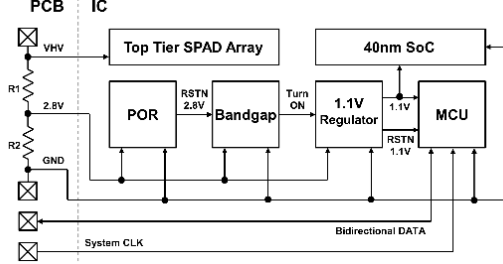 PCB IC
VHV
Top Tier SPAD Array
40nm SoC
R1
2.8V
POR
RSTN
2.8V
Bandgap
Turn
ON
1.1V
Regulator
1.1V
RSTN
1.1V
MCU
R2
GND
Bidirectional DATA
System CLK